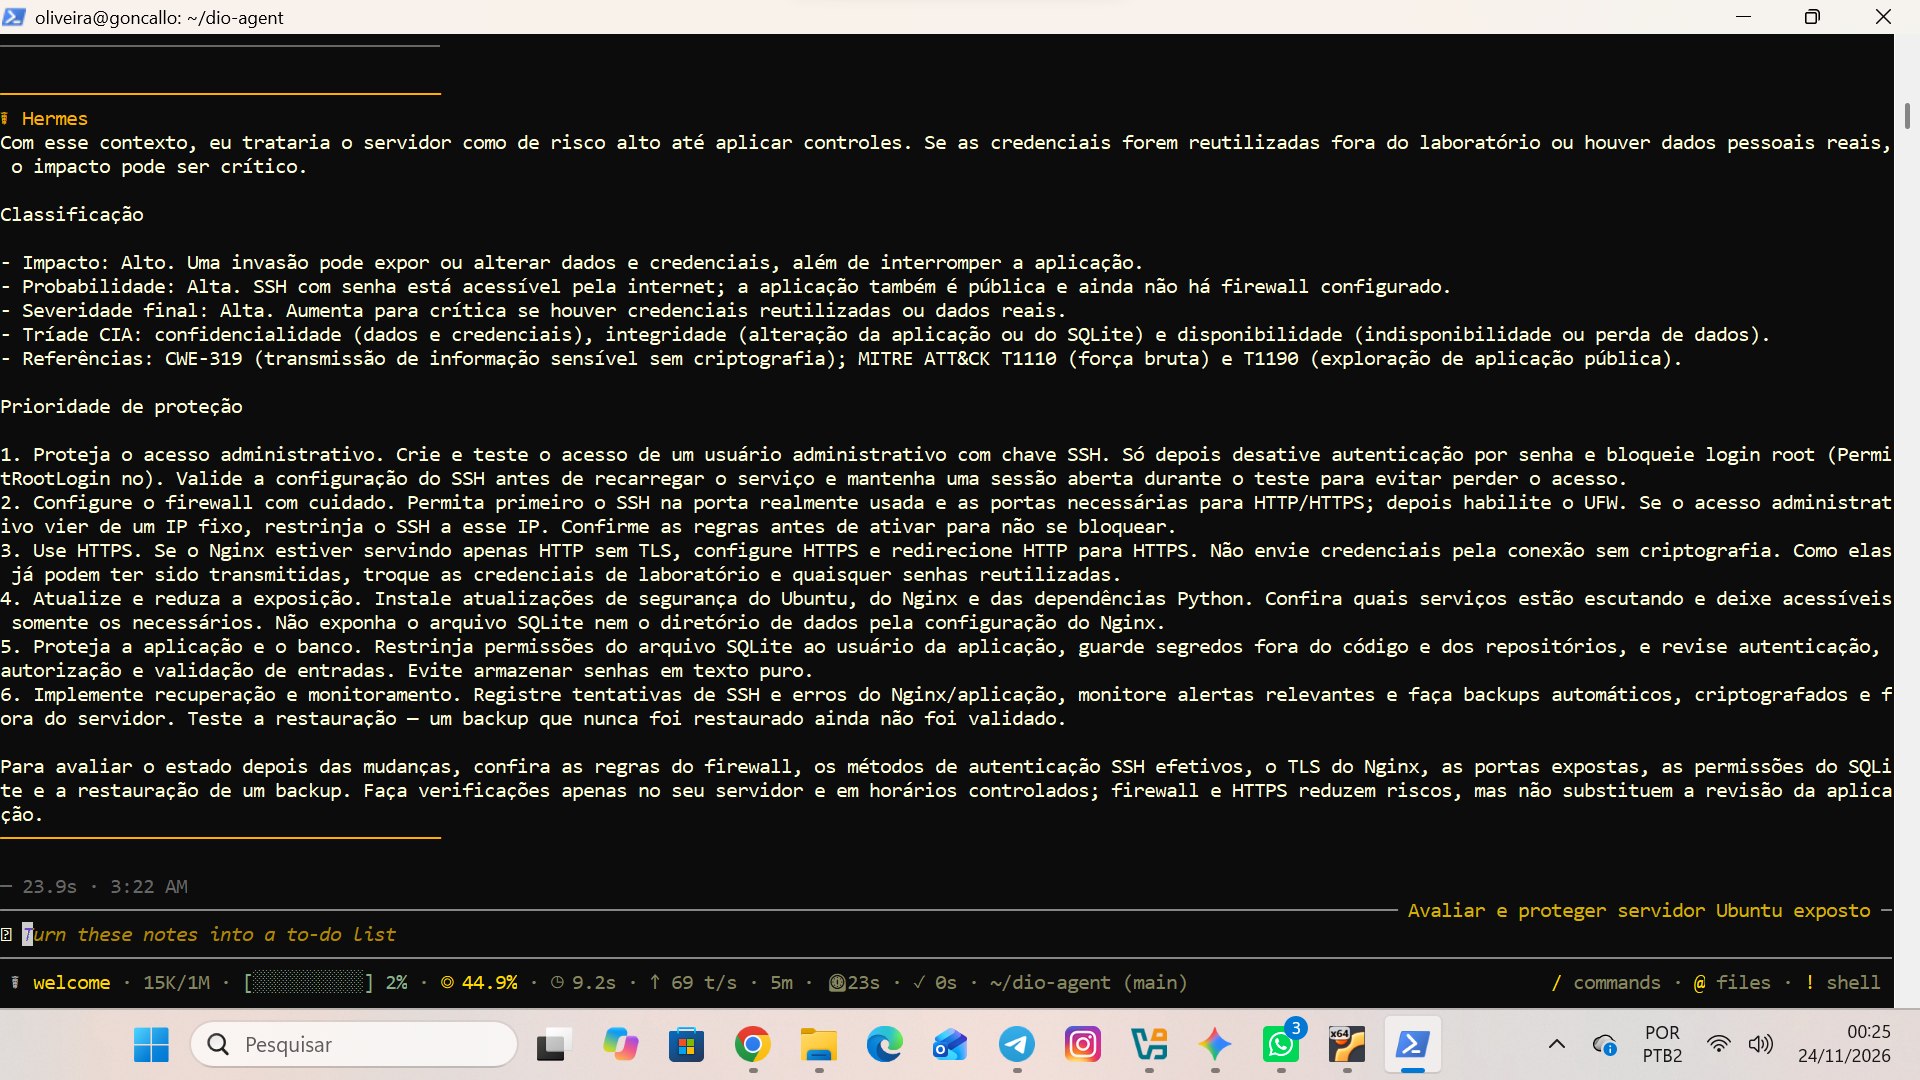 oliveira@goncallo: ~/dio-agent
Hermes
Com esse contexto, eu trataria o servidor como de risco alto até aplicar controles. Se as credenciais forem reutilizadas fora do laboratório ou houver dados pessoais reais,
o impacto pode ser crítico.
Classificação
- Impacto: Alto. Uma invasão pode expor ou alterar dados e credenciais, além de interromper a aplicação.
- Probabilidade: Alta. SSH com senha está acessível pela internet; a aplicação também é pública e ainda não há firewall configurado.
- Severidade final: Alta. Aumenta para crítica se houver credenciais reutilizadas ou dados reais.
- Tríade CIA: confidencialidade (dados e credenciais), integridade (alteração da aplicação ou do SQLite) e disponibilidade (indisponibilidade ou perda de dados).
- Referências: CWE-319 (transmissão de informação sensível sem criptografia); MITRE ATT&CK T1110 (força bruta) e T1190 (exploração de aplicação pública).
Prioridade de proteção
1. Proteja o acesso administrativo. Crie e teste o acesso de um usuário administrativo com chave SSH. Só depois desative autenticação por senha e bloqueie login root (Permi
tRootLogin no). Valide a configuração do SSH antes de recarregar o serviço e mantenha uma sessão aberta durante o teste para evitar perder o acesso.
2. Configure o firewall com cuidado. Permita primeiro o SSH na porta realmente usada e as portas necessárias para HTTP/HTTPS; depois habilite o UFW. Se o acesso administrat
ivo vier de um IP fixo, restrinja o SSH a esse IP. Confirme as regras antes de ativar para não se bloquear.
3. Use HTTPS. Se o Nginx estiver servindo apenas HTTP sem TLS, configure HTTPS e redirecione HTTP para HTTPS. Não envie credenciais pela conexão sem criptografia. Como elas
já podem ter sido transmitidas, troque as credenciais de laboratório e quaisquer senhas reutilizadas.
4. Atualize e reduza a exposição. Instale atualizações de segurança do Ubuntu, do Nginx e das dependências Python. Confira quais serviços estão escutando e deixe acessíveis
somente os necessários. Não exponha o arquivo SQLite nem o diretório de dados pela configuração do Nginx.
5. Proteja a aplicação e o banco. Restrinja permissões do arquivo SQLite ao usuário da aplicação, guarde segredos fora do código e dos repositórios, e revise autenticação,
autorização e validação de entradas. Evite armazenar senhas em texto puro.
6. Implemente recuperação e monitoramento. Registre tentativas de SSH e erros do Nginx/aplicação, monitore alertas relevantes e faça backups automáticos, criptografados e f
ora do servidor. Teste a restauração — um backup que nunca foi restaurado ainda não foi validado.
Para avaliar o estado depois das mudanças, confira as regras do firewall, os métodos de autenticação SSH efetivos, o TLS do Nginx, as portas expostas, as permissões do SQLi
te e a restauração de um backup. Faça verificações apenas no seu servidor e em horários controlados; firewall e HTTPS reduzem riscos, mas não substituem a revisão da aplica
ção.
— 23.9s · 3:22 AM
Avaliar e proteger servidor Ubuntu exposto
Turn these notes into a to-do list
welcome · 15K/1M · [░░░░░░░░░░] 2% · ◎ 44.9% · ◷ 9.2s · ↑ 69 t/s · 5m · 23s · ✓ 0s · ~/dio-agent (main) / commands · @ files · ! shell
Pesquisar
x64
3
POR
PTB2
00:25
24/11/2026